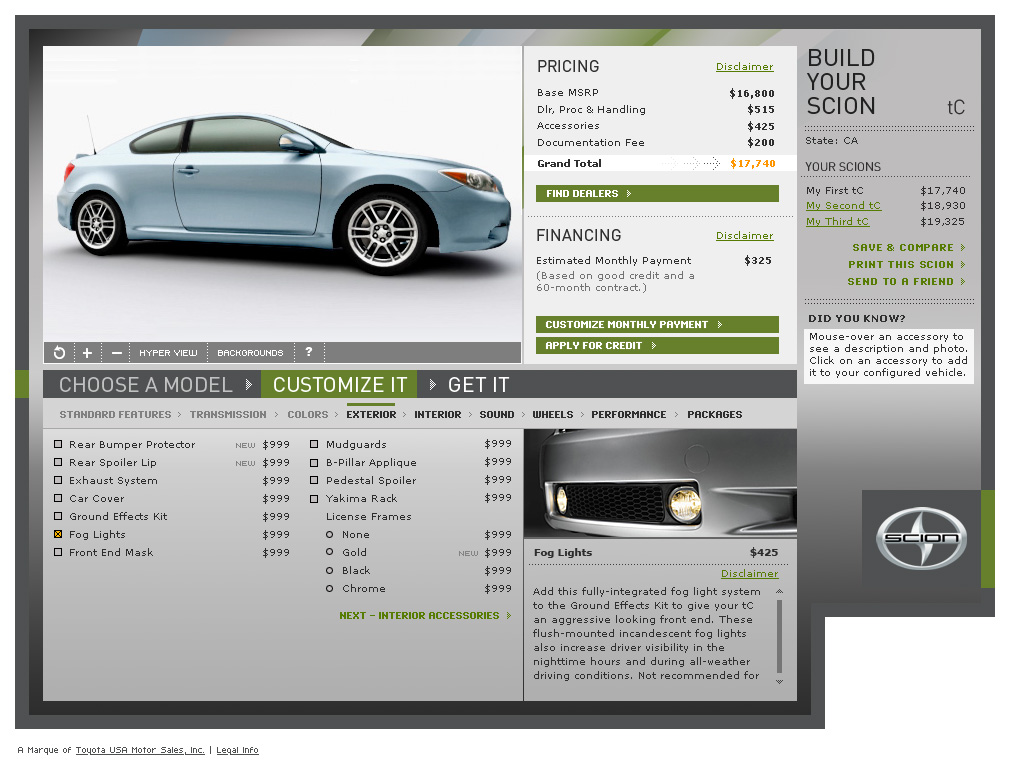 PRICING Disclaimer
Base MSRP $16,800
Dlr, Proc & Handling $515
Accessories $425
Documentation Fee $200
Grand Total $17,740
FIND DEALERS
FINANCING Disclaimer
Estimated Monthly Payment $325
(Based on good credit and a
60-month contract.)
CUSTOMIZE MONTHLY PAYMENT
APPLY FOR CREDIT
BUILD
YOUR
SCION tC
State: CA
YOUR SCIONS
My First tC $17,740
My Second tC $18,930
My Third tC $19,325
SAVE & COMPARE
PRINT THIS SCION
SEND TO A FRIEND
DID YOU KNOW?
Mouse-over an accessory to
see a description and photo.
Click on an accessory to add
it to your configured vehicle.
HYPER VIEW BACKGROUNDS ?
CHOOSE A MODEL CUSTOMIZE IT GET IT
STANDARD FEATURES TRANSMISSION COLORS EXTERIOR INTERIOR SOUND WHEELS PERFORMANCE PACKAGES
Rear Bumper Protector NEW $999
Rear Spoiler Lip NEW $999
Exhaust System $999
Car Cover $999
Ground Effects Kit $999
Fog Lights $999
Front End Mask $999
Mudguards $999
B-Pillar Applique $999
Pedestal Spoiler $999
Yakima Rack $999
License Frames
None $999
Gold NEW $999
Black $999
Chrome $999
NEXT - INTERIOR ACCESSORIES
Fog Lights $425
Disclaimer
Add this fully-integrated fog light system
to the Ground Effects Kit to give your tC
an aggressive looking front end. These
flush-mounted incandescent fog lights
also increase driver visibility in the
nighttime hours and during all-weather
driving conditions. Not recommended for
SCION
A Marque of Toyota USA Motor Sales, Inc. | Legal Info